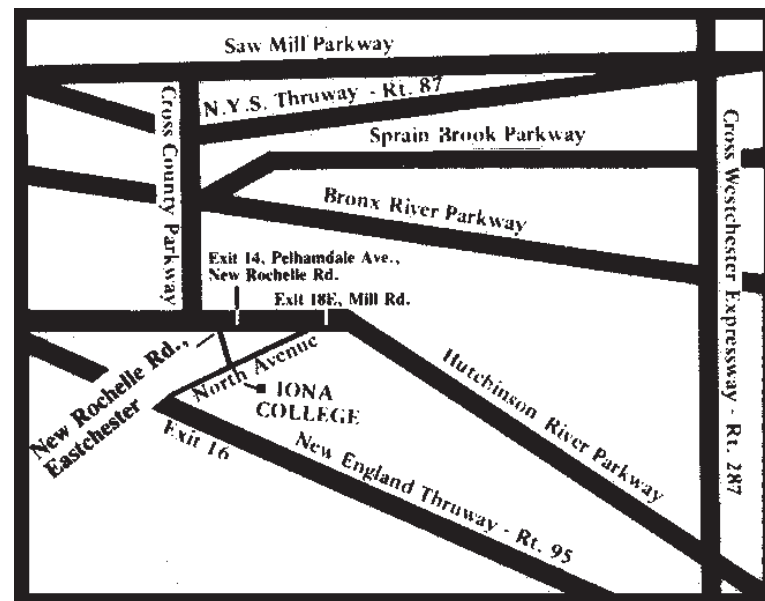 Saw Mill Parkway
N.Y.S. Thruway - Rt. 87
Sprain Brook Parkway
Cross County Parkway
Cross Westchester Expressway - Rt. 287
Bronx River Parkway
Exit 14, Pelhamdale Ave.,
New Rochelle Rd.
Exit 18E, Mill Rd.
New Rochelle Rd.,
Eastchester
North Avenue
IONA
COLLEGE
Hutchinson River Parkway
Exit 16
New England Thruway - Rt. 95